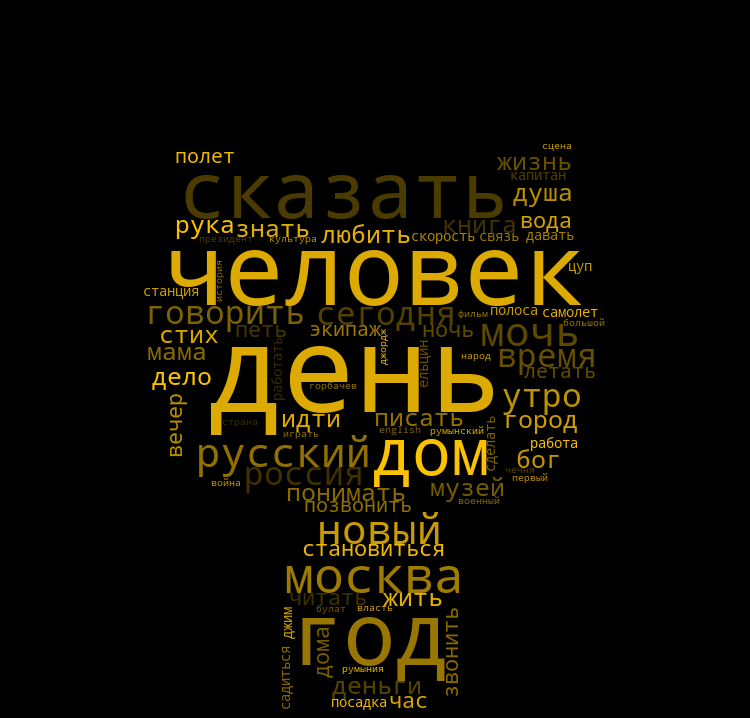 сцена
полет
жизнь
капитан
сказать
душа
рука
знать
любить
книга
вода
президент
культура
скорость
связь
давать
человек
цуп
история
станция
говорить
сегодня
фильм
полоса
самолет
большой
стих
петь
экипаж
ночь
мочь
мама
работать
день
джордж
ельцин
народ
время
дело
горбачев
летать
утро
вечер
страна
идти
играть
писать
english
румынский
сделать
город
русский
дом
работа
бог
россия
чечня
первый
война
понимать
музей
военный
позвонить
новый
становиться
москва
читать
жить
джим
булат
власть
год
дома
звонить
садиться
румыния
деньги
посадка
час